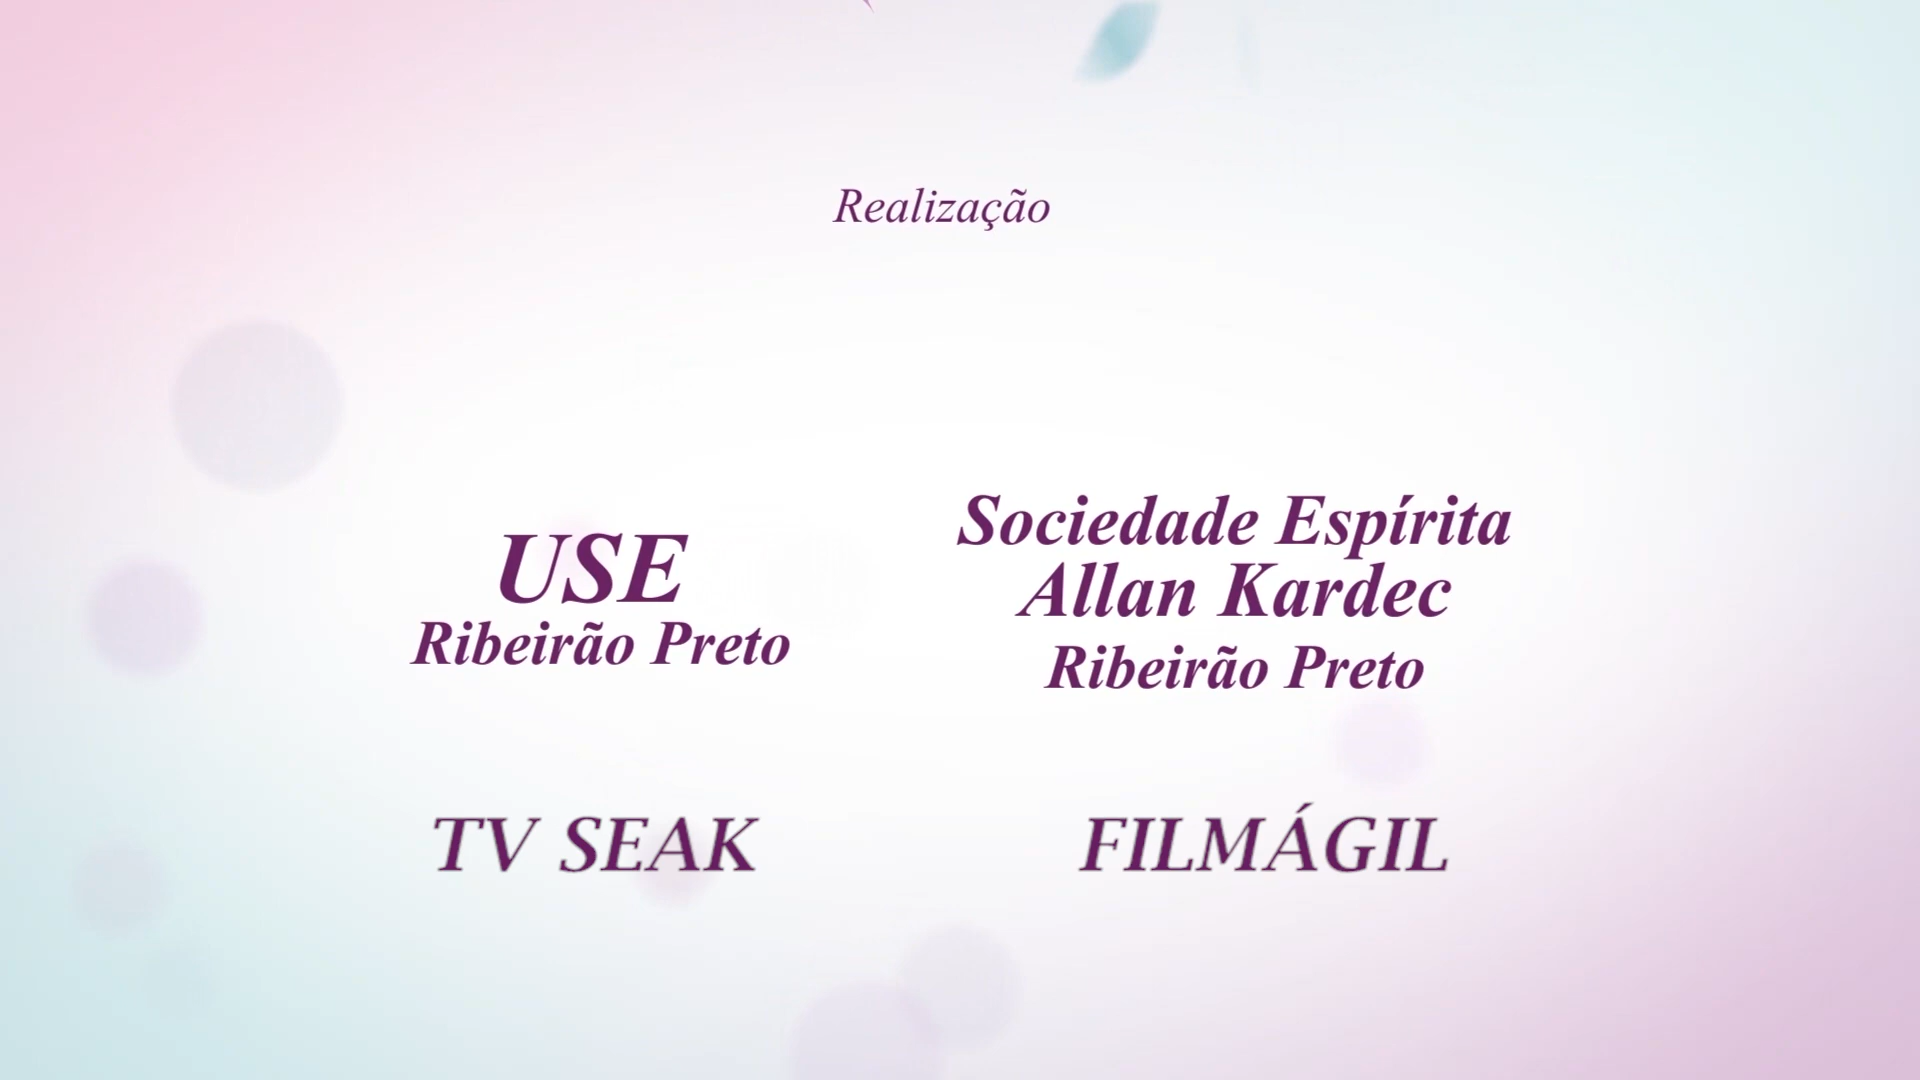 Realização
USE
Ribeirão Preto
Sociedade Espírita
Allan Kardec
Ribeirão Preto
TV SEAK
FILMÁGIL